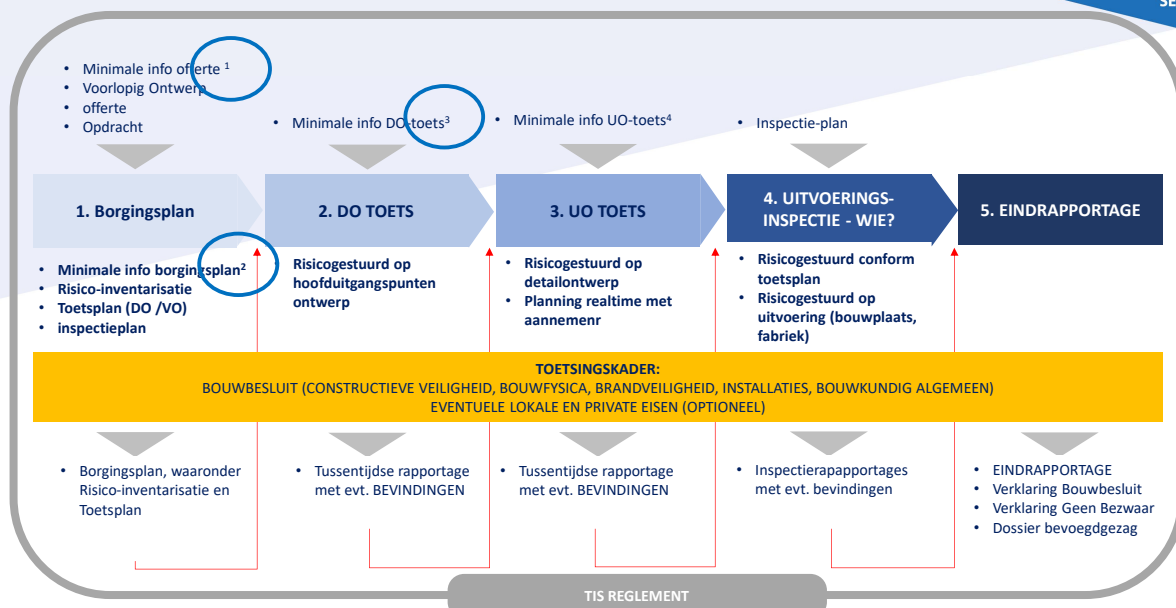 SE
• Minimale info offerte ¹
• Voorlopig Ontwerp
• offerte
• Opdracht
• Minimale info DO-toets³
• Minimale info UO-toets⁴
• Inspectie-plan
1. Borgingsplan
2. DO TOETS
3. UO TOETS
4. UITVOERINGS-
INSPECTIE - WIE?
5. EINDRAPPORTAGE
• Minimale info borgingsplan²
• Risico-inventarisatie
• Toetsplan (DO /VO)
• inspectieplan
Risicogestuurd op
hoofduitgangspunten
ontwerp
• Risicogestuurd op
detailontwerp
• Planning realtime met
aannemenr
• Risicogestuurd conform
toetsplan
• Risicogestuurd op
uitvoering (bouwplaats,
fabriek)
TOETSINGSKADER:
BOUWBESLUIT (CONSTRUCTIEVE VEILIGHEID, BOUWFYSICA, BRANDVEILIGHEID, INSTALLATIES, BOUWKUNDIG ALGEMEEN)
EVENTUELE LOKALE EN PRIVATE EISEN (OPTIONEEL)
• Borgingsplan, waaronder
Risico-inventarisatie en
Toetsplan
• Tussentijdse rapportage
met evt. BEVINDINGEN
• Tussentijdse rapportage
met evt. BEVINDINGEN
• Inspectierapapportages
met evt. bevindingen
• EINDRAPPORTAGE
• Verklaring Bouwbesluit
• Verklaring Geen Bezwaar
• Dossier bevoegdgezag
TIS REGLEMENT